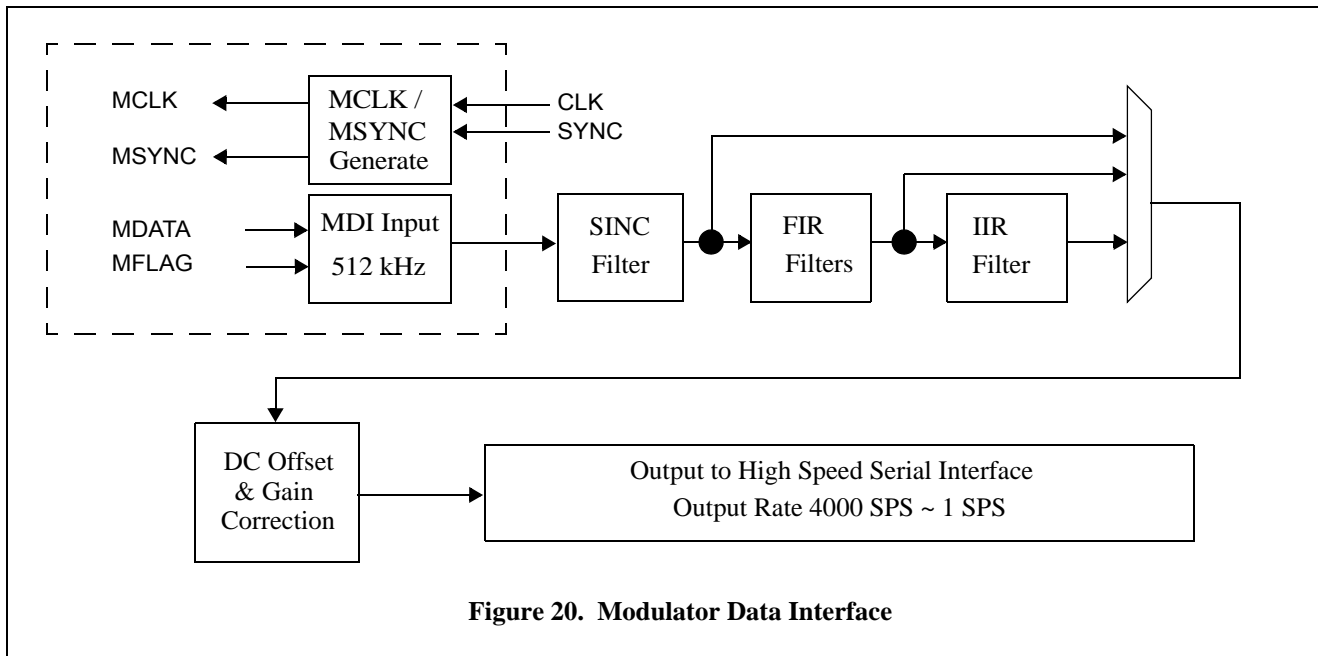 MCLK
MSYNC
MCLK /
MSYNC
Generate
CLK
SYNC
MDATA
MFLAG
MDI Input
512 kHz
SINC
Filter
FIR
Filters
IIR
Filter
DC Offset
& Gain
Correction
Output to High Speed Serial Interface
Output Rate 4000 SPS ~ 1 SPS
Figure 20. Modulator Data Interface